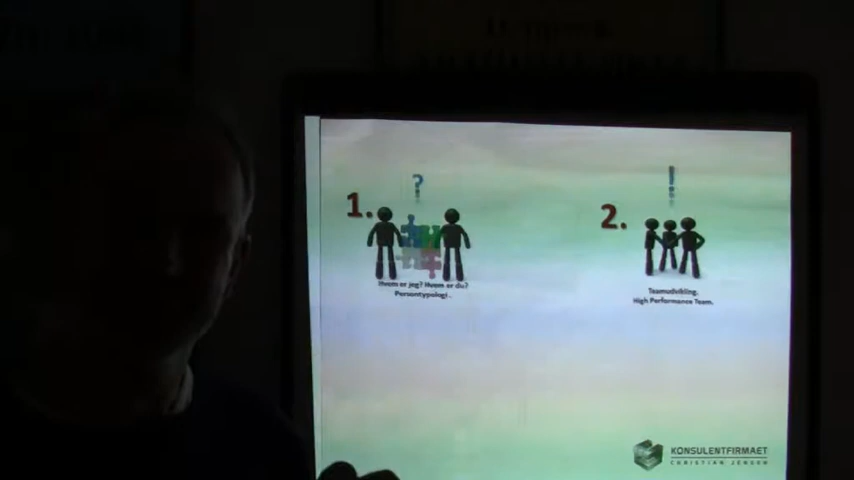 ?
1.
Hvem er jeg? Hvem er du?
Persontypologi.
!
2.
Teamudvikling.
High Performance Team.
KONSULENTFIRMAET
CHRISTIAN JENSEN